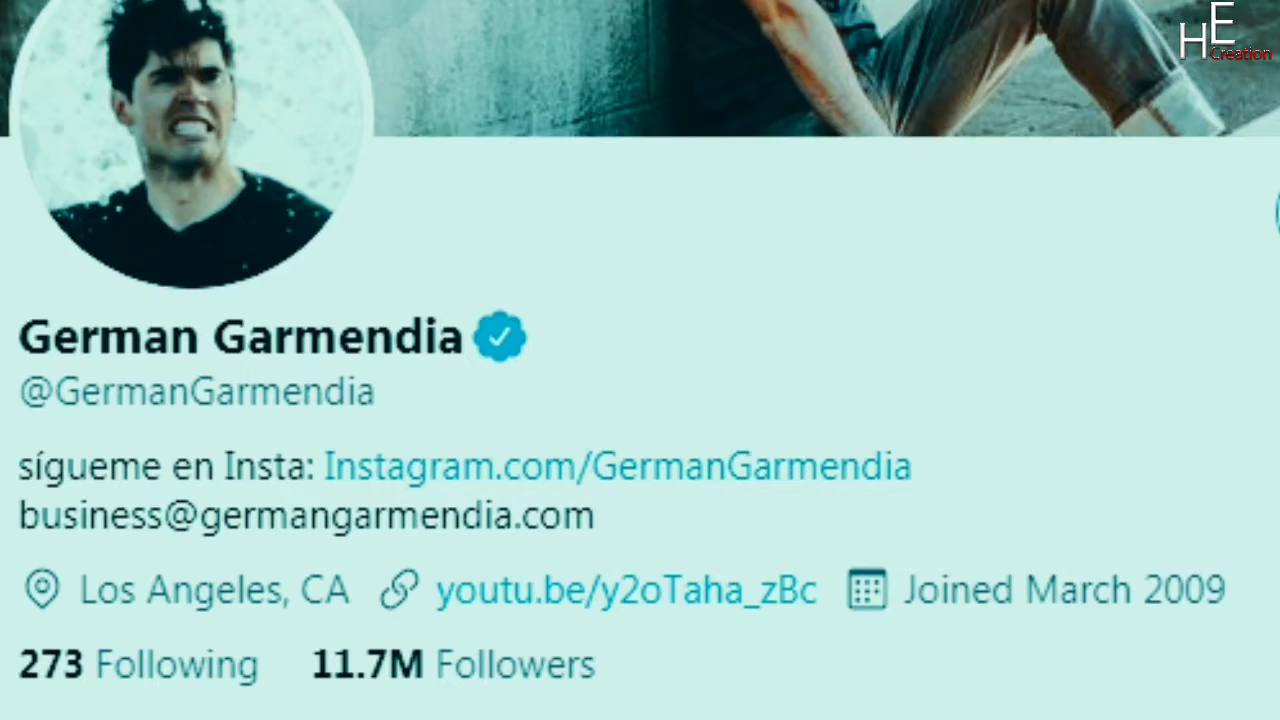 HE
Creation
German Garmendia
@GermanGarmendia
sígueme en Insta: Instagram.com/GermanGarmendia
business@germangarmendia.com
Los Angeles, CA youtu.be/y2oTaha_zBc Joined March 2009
273 Following 11.7M Followers